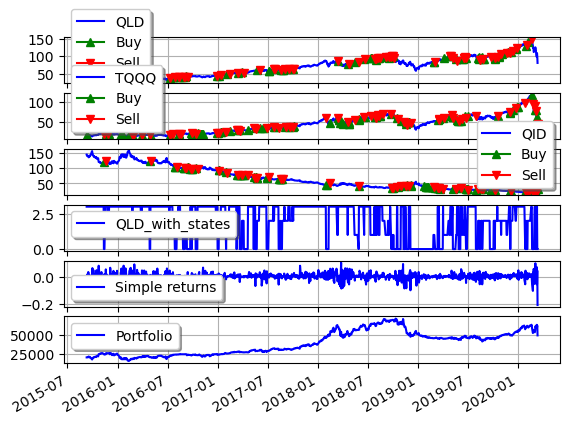 QLD
Buy
Sell
150
100
50
TQQQ
Buy
Sell
100
50
QID
Buy
Sell
150
100
50
QLD_with_states
2.5
0.0
Simple returns
0.0
−0.2
Portfolio
50000
25000
2015-07
2016-01
2016-07
2017-01
2017-07
2018-01
2018-07
2019-01
2019-07
2020-01